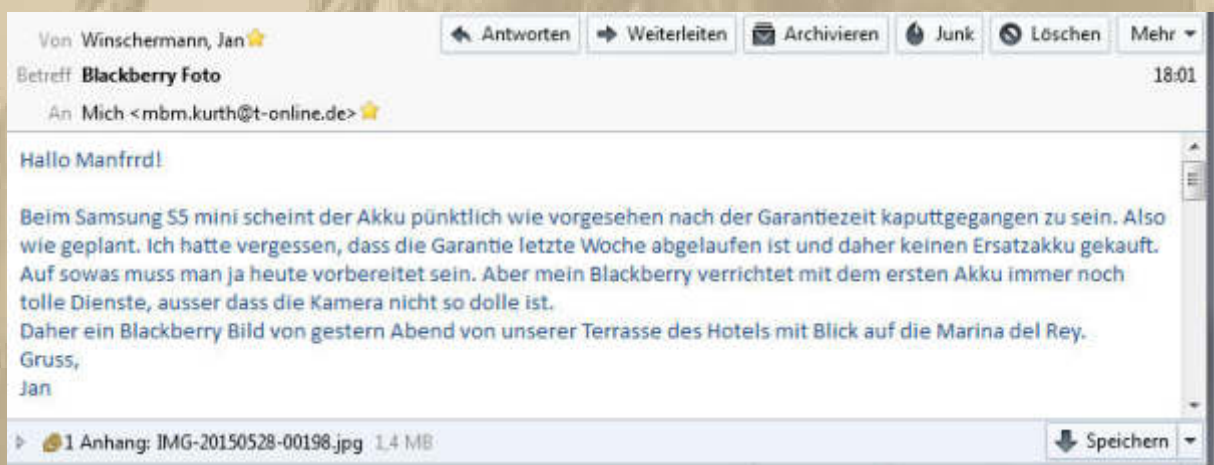 Von Winschermann, Jan
Antworten Weiterleiten Archivieren Junk Löschen Mehr
Betreff Blackberry Foto
18:01
An Mich <mbm.kurth@t-online.de>
Hallo Manfrrd!
Beim Samsung S5 mini scheint der Akku pünktlich wie vorgesehen nach der Garantiezeit kaputtgegangen zu sein. Also
wie geplant. Ich hatte vergessen, dass die Garantie letzte Woche abgelaufen ist und daher keinen Ersatzakku gekauft.
Auf sowas muss man ja heute vorbereitet sein. Aber mein Blackberry verrichtet mit dem ersten Akku immer noch
tolle Dienste, ausser dass die Kamera nicht so dolle ist.
Daher ein Blackberry Bild von gestern Abend von unserer Terrasse des Hotels mit Blick auf die Marina del Rey.
Gruss,
Jan
1 Anhang: IMG-20150528-00198.jpg 1,4 MB
Speichern